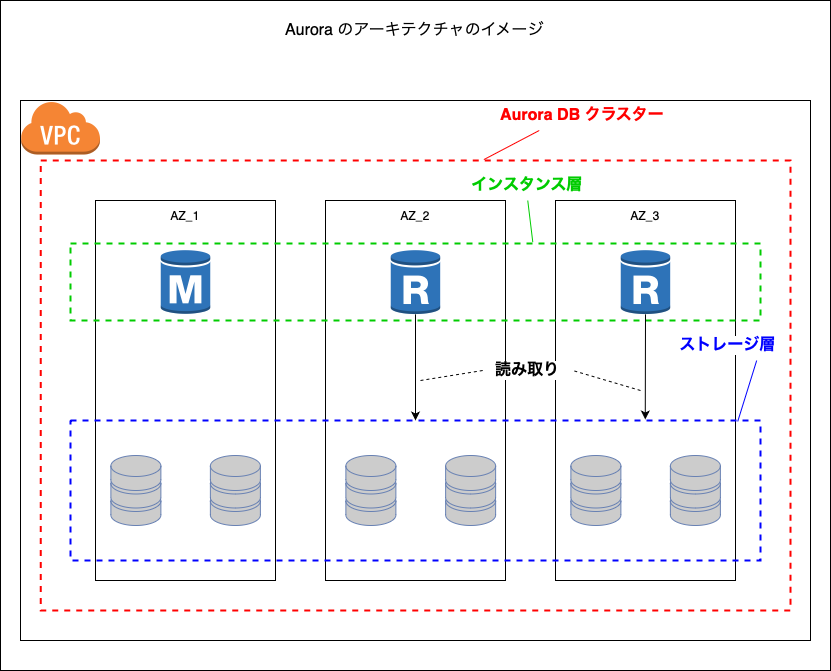 Aurora のアーキテクチャのイメージ
VPC
Aurora DB クラスター
インスタンス層
AZ_1
AZ_2
AZ_3
M
R
R
ストレージ層
読み取り